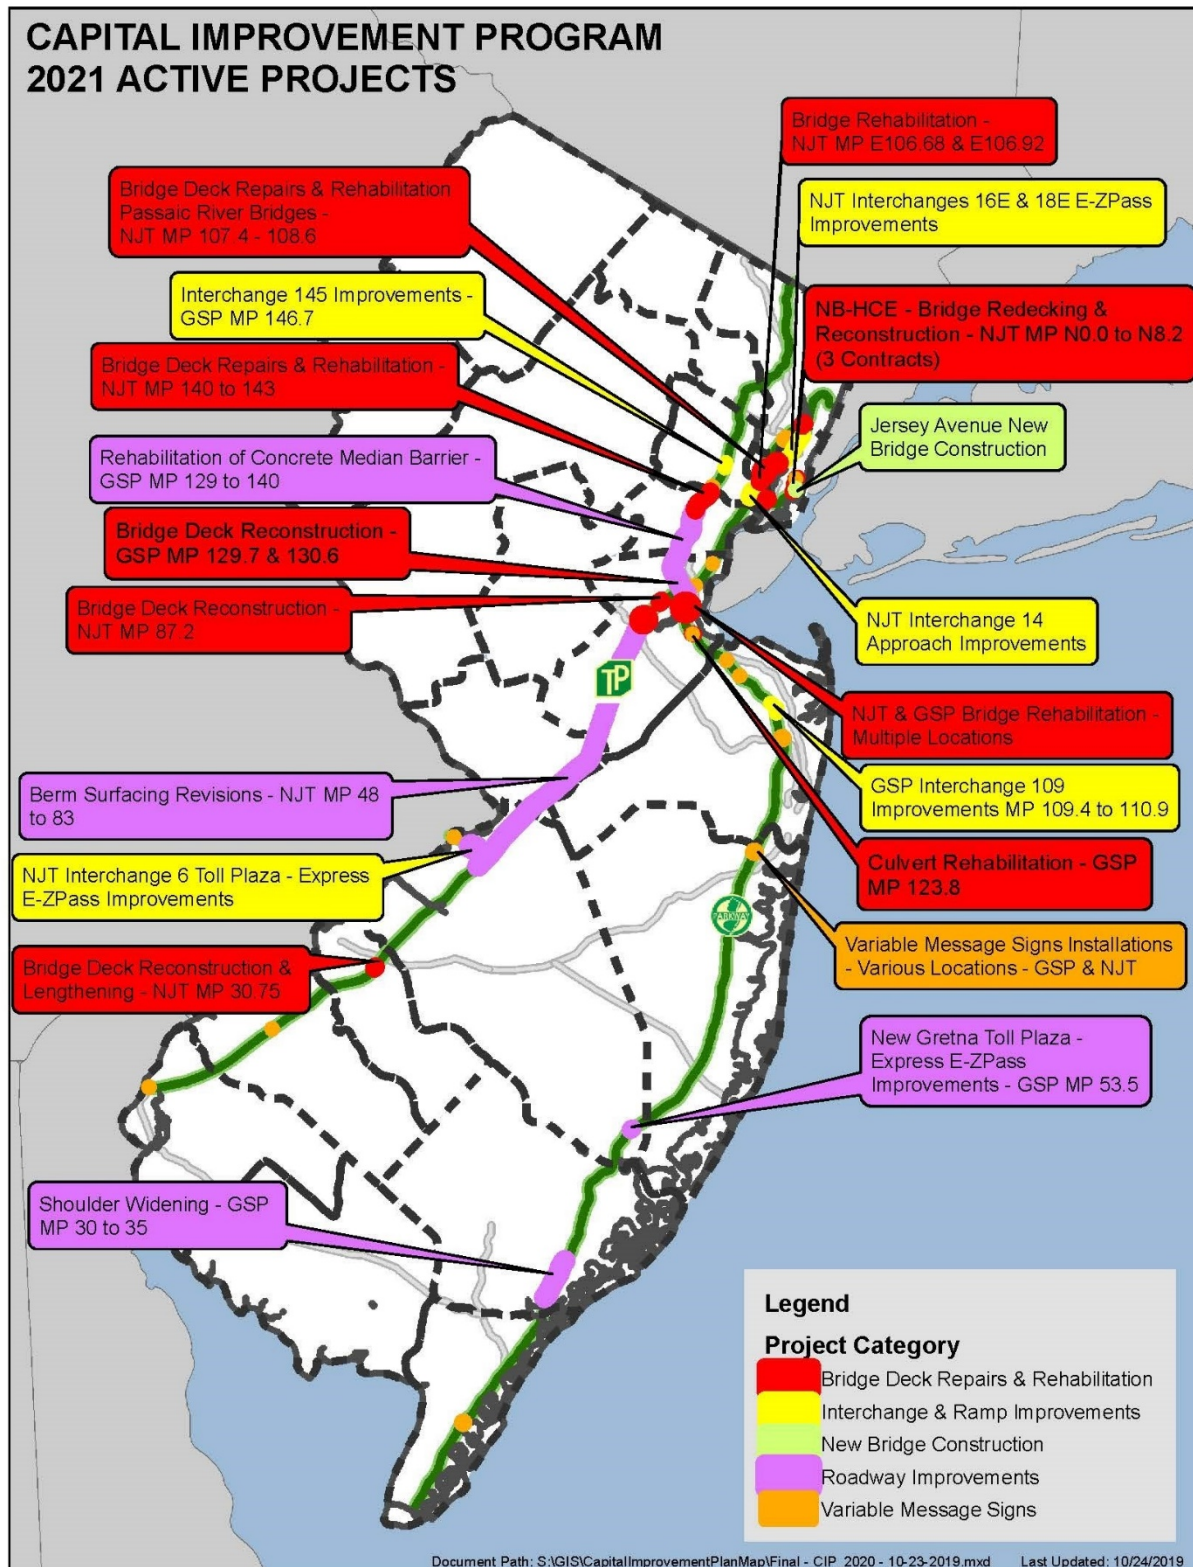 CAPITAL IMPROVEMENT PROGRAM
2021 ACTIVE PROJECTS
Bridge Rehabilitation -
NJT MP E106.68 & E106.92
Bridge Deck Repairs & Rehabilitation
Passaic River Bridges -
NJT MP 107.4 - 108.6
NJT Interchanges 16E & 18E E-ZPass
Improvements
Interchange 145 Improvements -
GSP MP 146.7
NB-HCE - Bridge Redecking &
Reconstruction - NJT MP N0.0 to N8.2
(3 Contracts)
Bridge Deck Repairs & Rehabilitation -
NJT MP 140 to 143
Jersey Avenue New
Bridge Construction
Rehabilitation of Concrete Median Barrier -
GSP MP 129 to 140
Bridge Deck Reconstruction -
GSP MP 129.7 & 130.6
Bridge Deck Reconstruction -
NJT MP 87.2
NJT Interchange 14
Approach Improvements
TP
NJT & GSP Bridge Rehabilitation -
Multiple Locations
Berm Surfacing Revisions - NJT MP 48
to 83
GSP Interchange 109
Improvements MP 109.4 to 110.9
NJT Interchange 6 Toll Plaza - Express
E-ZPass Improvements
Culvert Rehabilitation - GSP
MP 123.8
PARKWAY
Bridge Deck Reconstruction &
Lengthening - NJT MP 30.75
Variable Message Signs Installations
- Various Locations - GSP & NJT
New Gretna Toll Plaza -
Express E-ZPass
Improvements - GSP MP 53.5
Shoulder Widening - GSP
MP 30 to 35
Legend
Project Category
Bridge Deck Repairs & Rehabilitation
Interchange & Ramp Improvements
New Bridge Construction
Roadway Improvements
Variable Message Signs
Document Path: S:\GIS\CapitalImprovementPlanMap\Final - CIP_2020 - 10-23-2019.mxd Last Updated: 10/24/2019